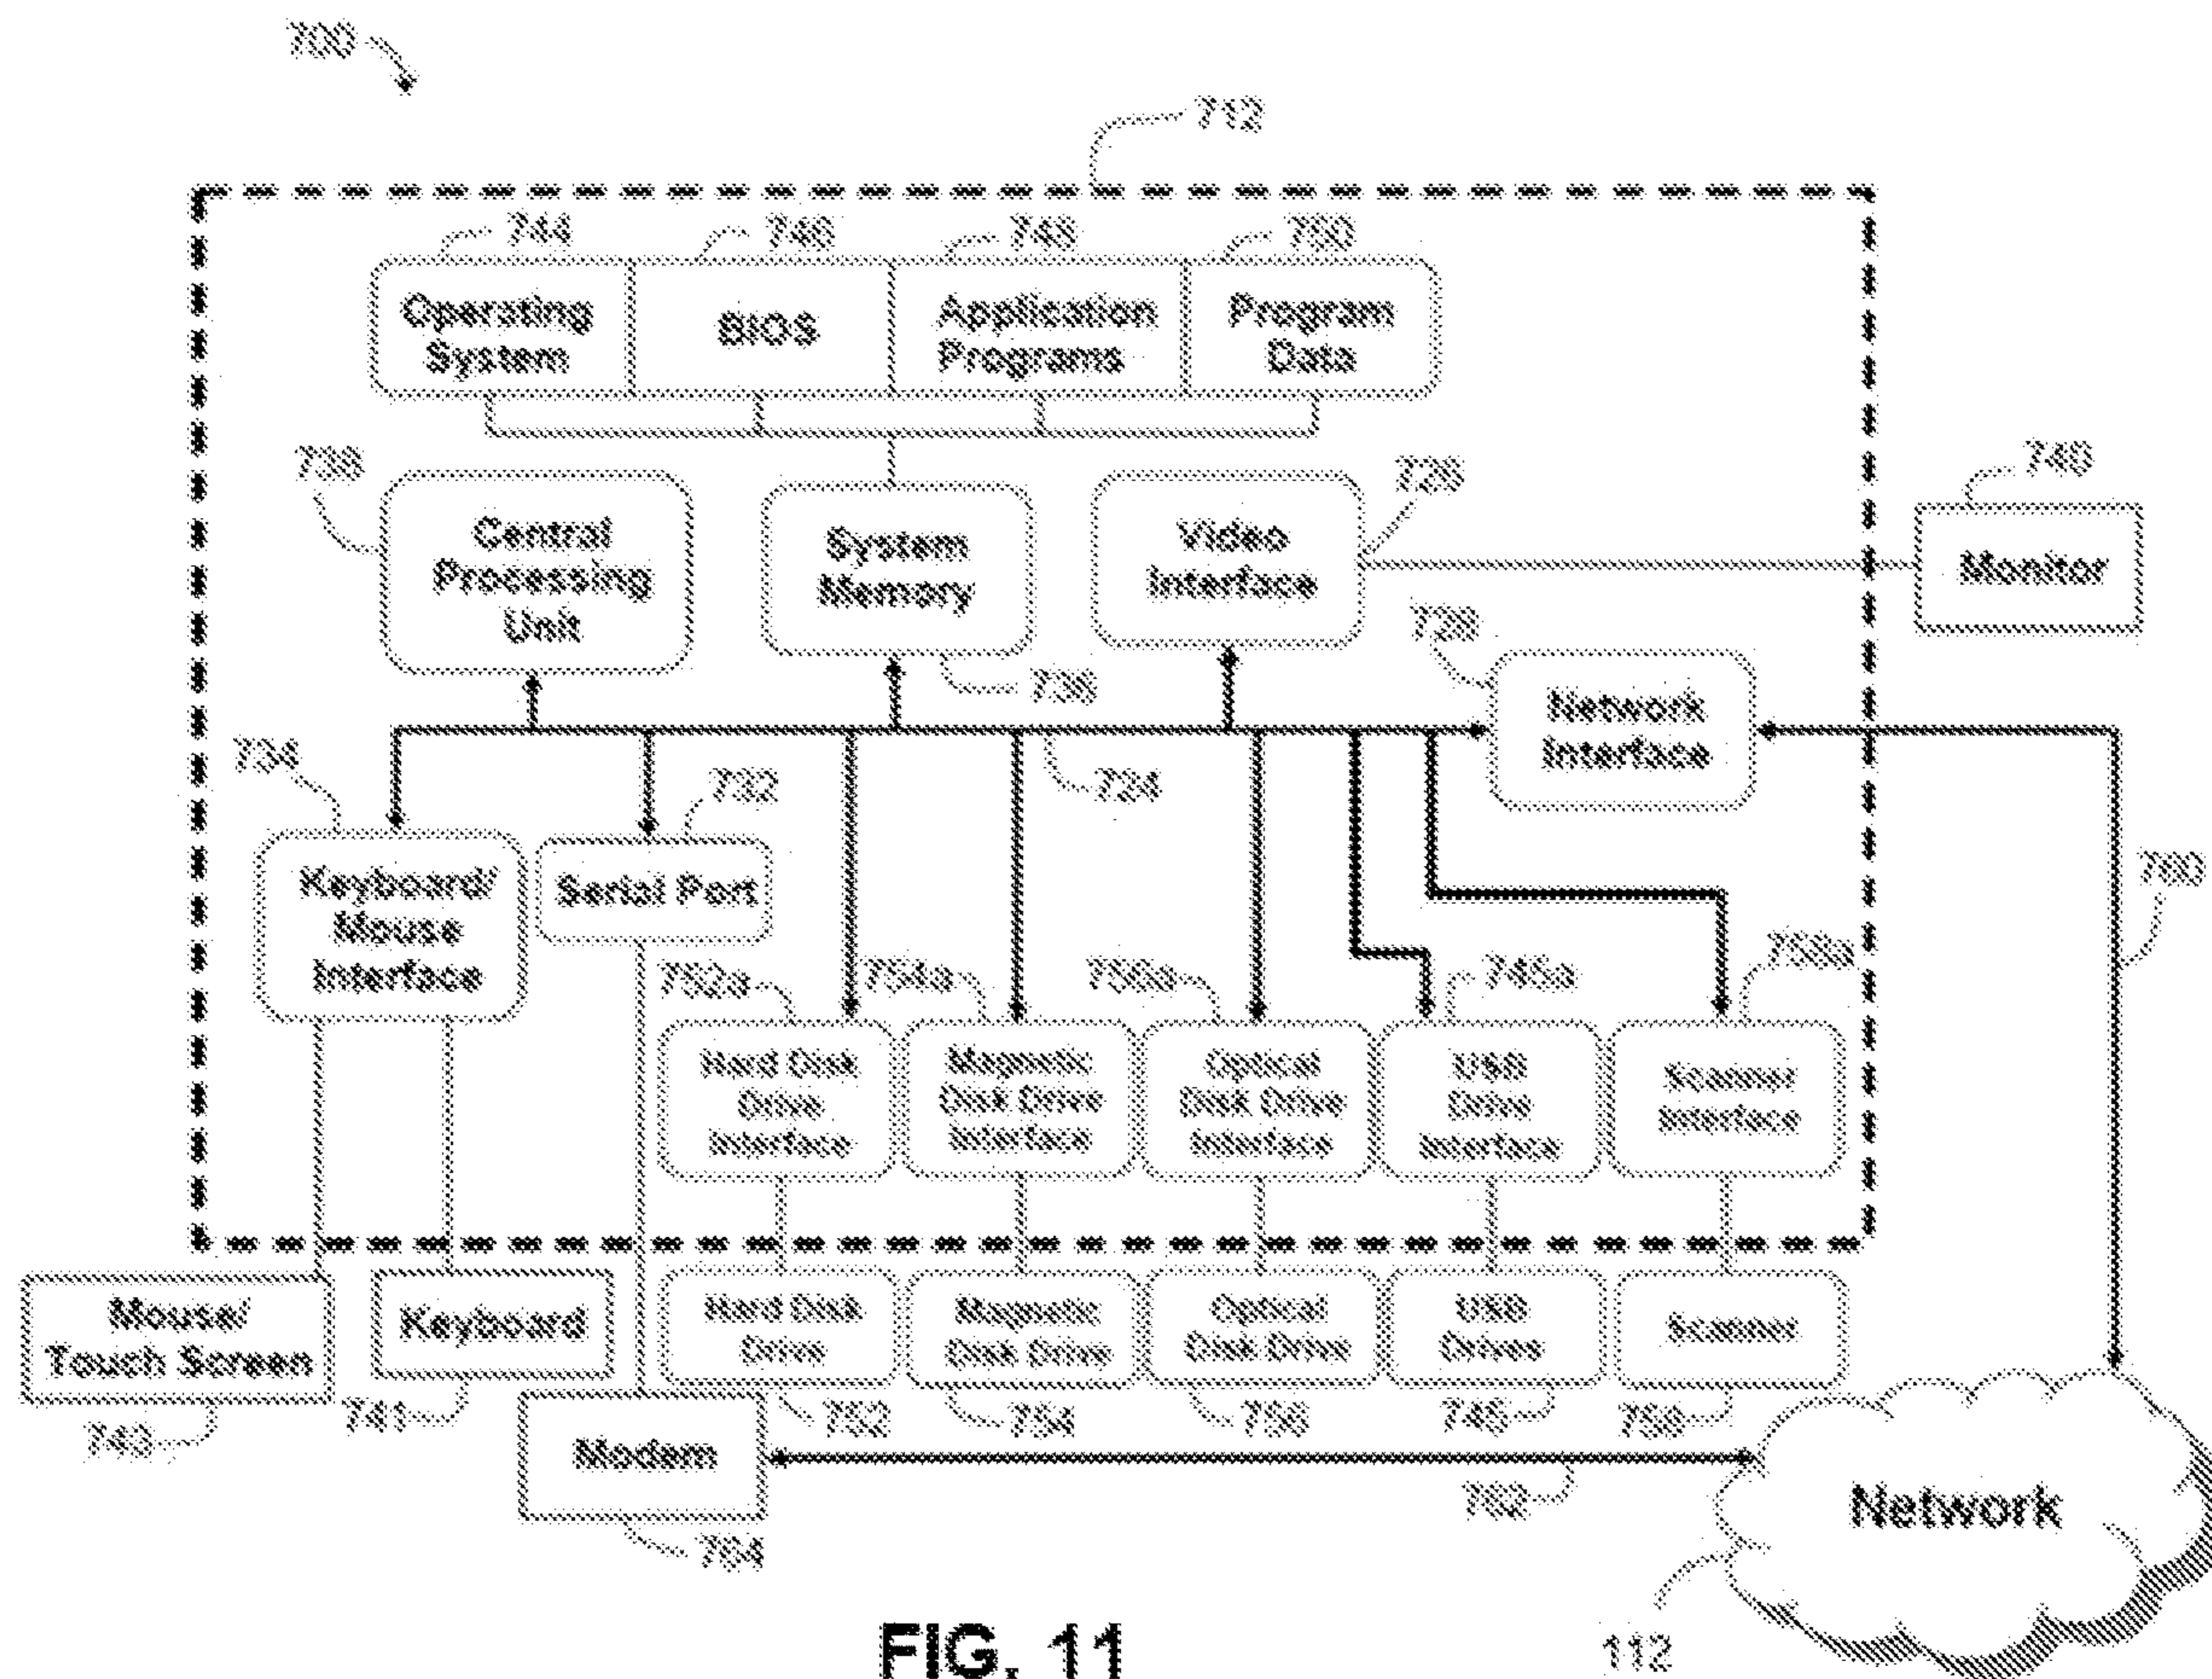 700
712
744
746
748
750
Operating
System
BIOS
Application
Programs
Program
Data
738
Central
Processing
Unit
System
Memory
736
Video
Interface
726
740
Monitor
728
Network
Interface
724
734
Keyboard/
Mouse
Interface
732
Serial Port
760
752a
Hard Disk
Drive
Interface
754a
Magnetic
Disk Drive
Interface
756a
Optical
Disk Drive
Interface
745a
USB
Drive
Interface
758a
Scanner
Interface
Mouse/
Touch Screen
743
Keyboard
741
Hard Disk
Drive
752
Magnetic
Disk Drive
754
Optical
Disk Drive
756
USB
Drives
745
Scanner
758
Modem
764
762
Network
112
FIG. 11